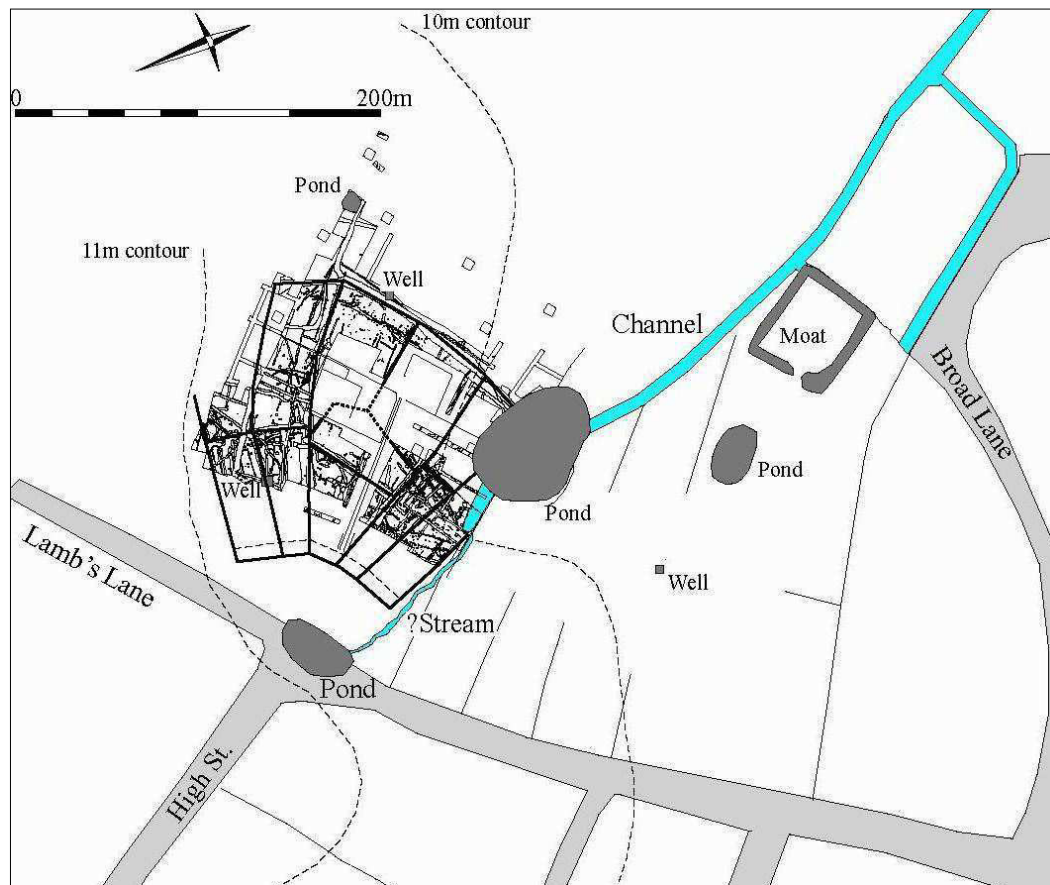 10m contour
0
200m
Pond
11m contour
Well
Channel
Moat
Broad Lane
Well
Pond
Pond
Lamb's Lane
Well
?Stream
Pond
High St.